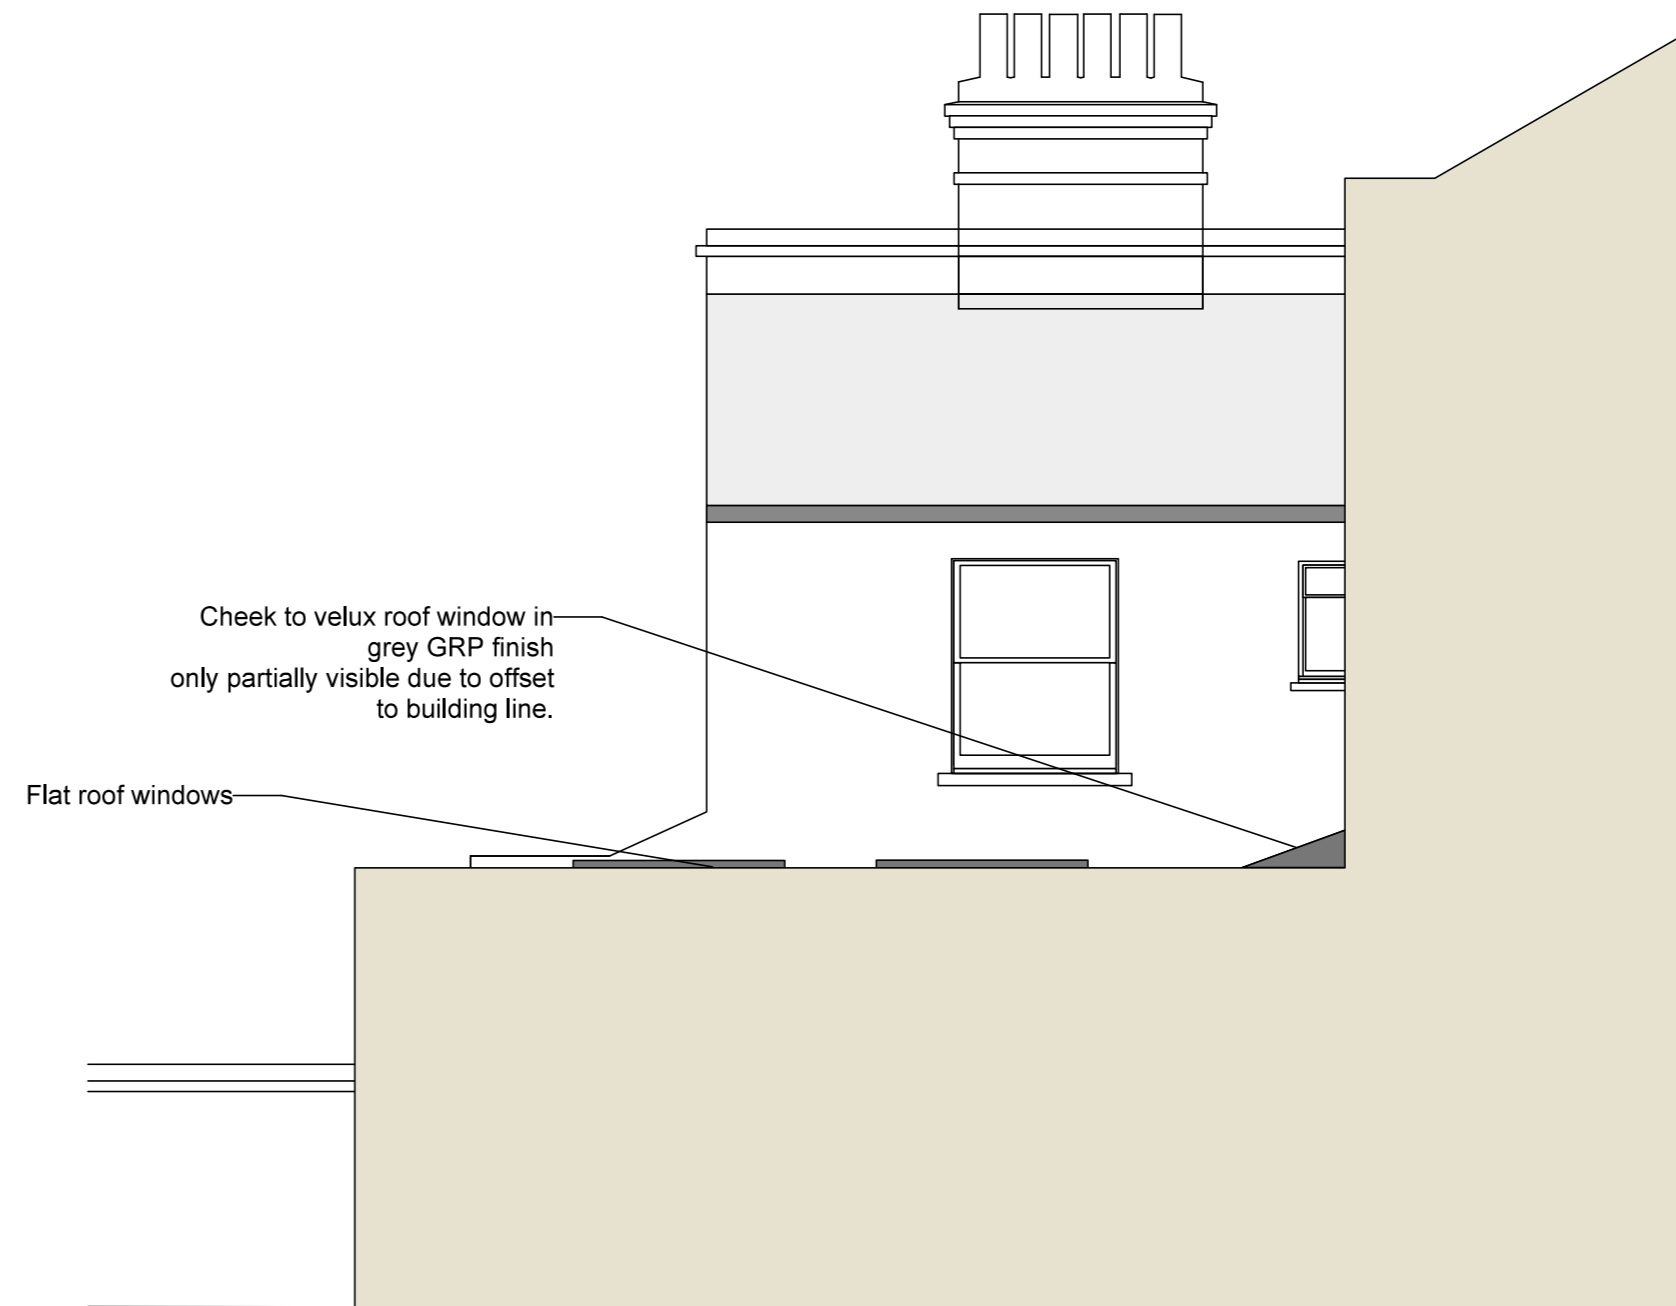 Cheek to velux roof window in
grey GRP finish
only partially visible due to offset
to building line.
Flat roof windows